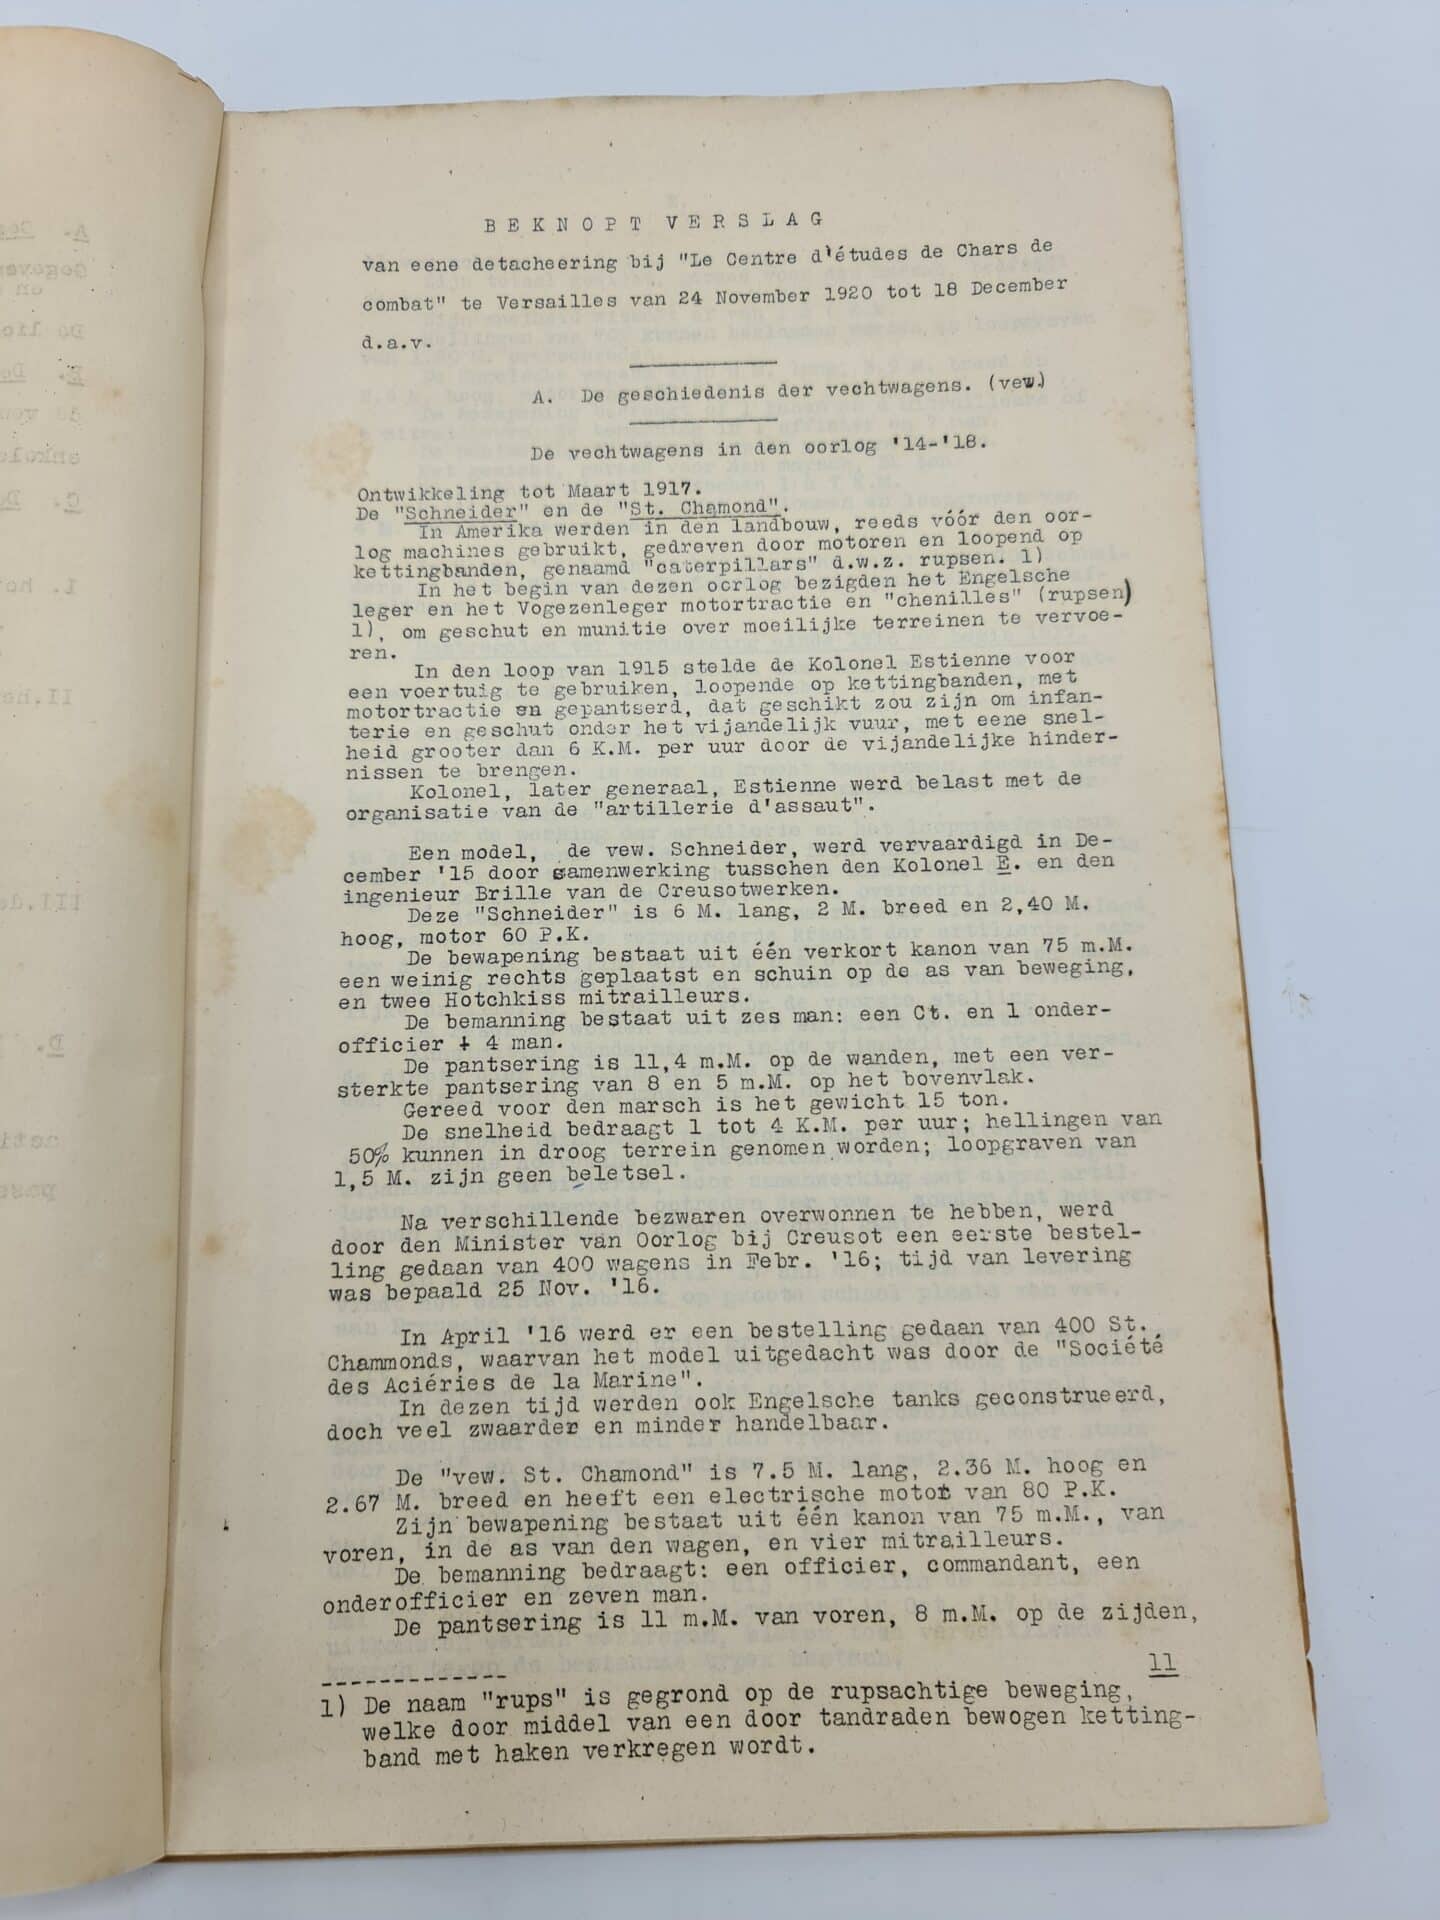 A. Des
Gegeven
en
De lic
E. De
de voor
enkele
C. De
1. he
II.he
III.de
D.
acti
pass
BEKNOPT VERSLAG
van eene detacheering bij "Le Centre d'études de Chars de
combat" te Versailles van 24 November 1920 tot 18 December
d.a.v.
A. De geschiedenis der vechtwagens. (vew.)
De vechtwagens in den oorlog '14-'18.
Ontwikkeling tot Maart 1917.
De "Schneider" en de "St. Chamond".
In Amerika werden in den landbouw, reeds vóór den oor-
log machines gebruikt, gedreven door motoren en loopend op
kettingbanden, genaamd "caterpillars" d.w.z. rupsen. 1)
In het begin van dezen oorlog bezigden het Engelsche
leger en het Vogezenleger motortractie en "chenilles" (rupsen)
1), om geschut en munitie over moeilijke terreinen te vervoe-
ren.
In den loop van 1915 stelde de Kolonel Estienne voor
een voertuig te gebruiken, loopende op kettingbanden, met
motortractie en gepantserd, dat geschikt zou zijn om infan-
terie en geschut onder het vijandelijk vuur, met eene snel-
heid grooter dan 6 K.M. per uur door de vijandelijke hinder-
nissen te brengen.
Kolonel, later generaal, Estienne werd belast met de
organisatie van de "artillerie d'assaut".
Een model, de vew. Schneider, werd vervaardigd in De-
cember '15 door samenwerking tusschen den Kolonel E. en den
ingenieur Brille van de Creusotwerken.
Deze "Schneider" is 6 M. lang, 2 M. breed en 2,40 M.
hoog, motor 60 P.K.
De bewapening bestaat uit één verkort kanon van 75 m.M.
een weinig rechts geplaatst en schuin op de as van beweging,
en twee Hotchkiss mitrailleurs.
De bemanning bestaat uit zes man: een Ct. en 1 onder-
officier + 4 man.
De pantsering is 11,4 m.M. op de wanden, met een ver-
sterkte pantsering van 8 en 5 m.M. op het bovenvlak.
Gereed voor den marsch is het gewicht 15 ton.
De snelheid bedraagt 1 tot 4 K.M. per uur; hellingen van
50% kunnen in droog terrein genomen worden; loopgraven van
1,5 M. zijn geen beletsel.
Na verschillende bezwaren overwonnen te hebben, werd
door den Minister van Oorlog bij Creusot een eerste bestel-
ling gedaan van 400 wagens in Febr. '16; tijd van levering
was bepaald 25 Nov. '16.
In April '16 werd er een bestelling gedaan van 400 St.
Chammonds, waarvan het model uitgedacht was door de "Société
des Aciéries de la Marine".
In dezen tijd werden ook Engelsche tanks geconstrueerd,
doch veel zwaarder en minder handelbaar.
De "vew. St. Chamond" is 7.5 M. lang, 2.36 M. hoog en
2.67 M. breed en heeft een electrische motor van 80 P.K.
Zijn bewapening bestaat uit één kanon van 75 m.M., van
voren, in de as van den wagen, en vier mitrailleurs.
De bemanning bedraagt: een officier, commandant, een
onderofficier en zeven man.
De pantsering is 11 m.M. van voren, 8 m.M. op de zijden,
11
1) De naam "rups" is gegrond op de rupsachtige beweging,
welke door middel van een door tandraden bewogen ketting-
band met haken verkregen wordt.